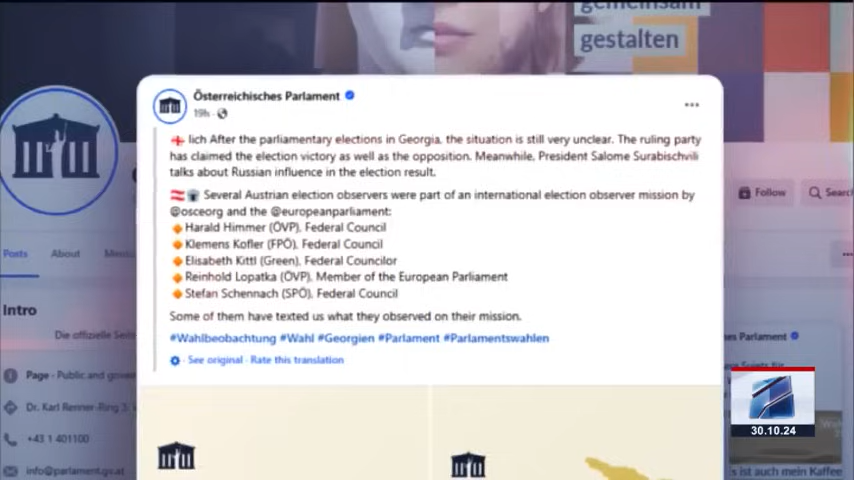 gemeinsam
gestalten
Österreichisches Parlament
19h
lich After the parliamentary elections in Georgia, the situation is still very unclear. The ruling party
has claimed the election victory as well as the opposition. Meanwhile, President Salome Surabischvili
talks about Russian influence in the election result.
Several Austrian election observers were part of an international election observer mission by
@osceorg and the @europeanparliament:
Harald Himmer (ÖVP), Federal Council
Klemens Kofler (FPÖ), Federal Council
Elisabeth Kittl (Green), Federal Councilor
Reinhold Lopatka (ÖVP), Member of the European Parliament
Stefan Schennach (SPÖ), Federal Council
Some of them have texted us what they observed on their mission.
#Wahlbeobachtung #Wahl #Georgien #Parlament #Parlamentswahlen
See original · Rate this translation
Follow
Search
Posts
About
Intro
Die offizielle Seite
Page · Public and gover
Dr. Karl Renner-Ring 3
+43 1 401100
info@parlament.gv.at
es Parlament
s ist auch mein Kaffee
30.10.24